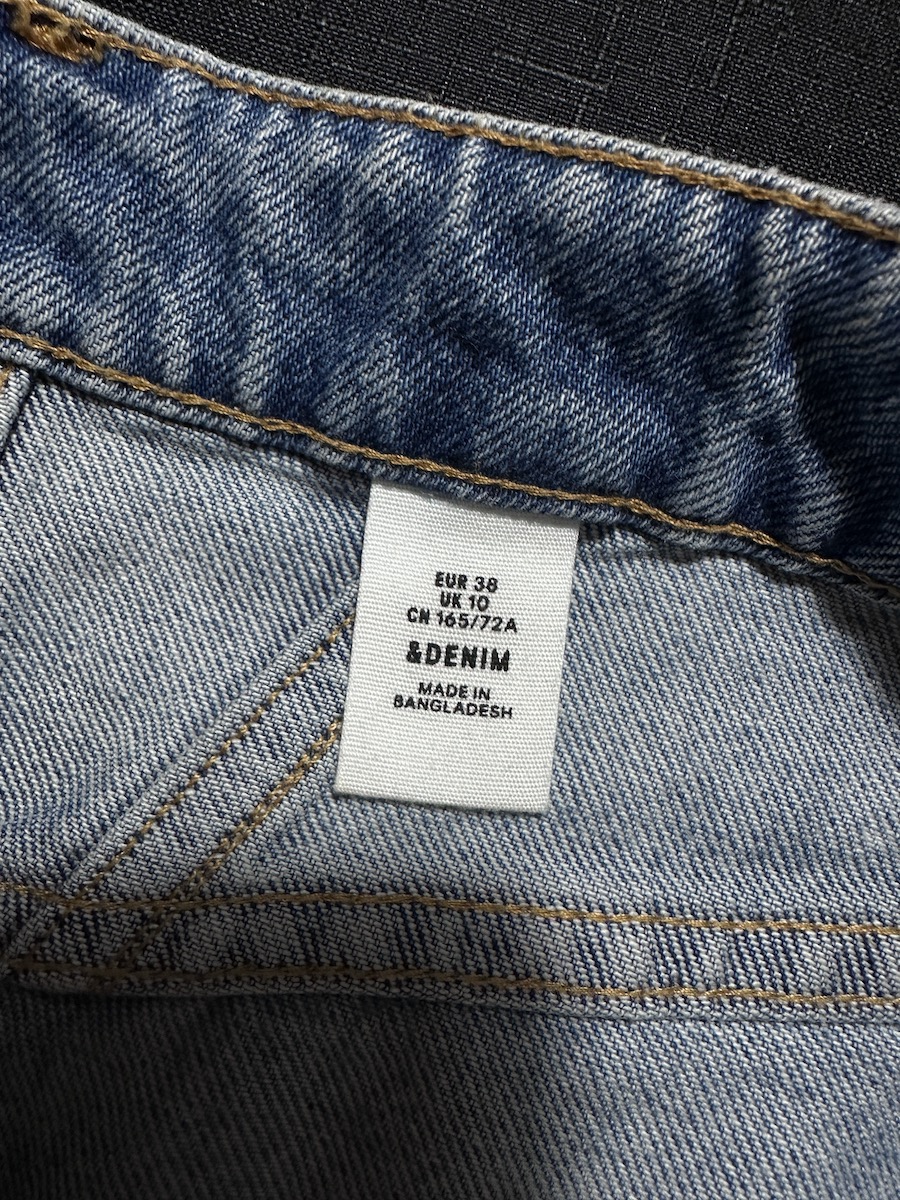 EUR 38
UK 10
CN 165/72A
&DENIM
MADE IN
BANGLADESH